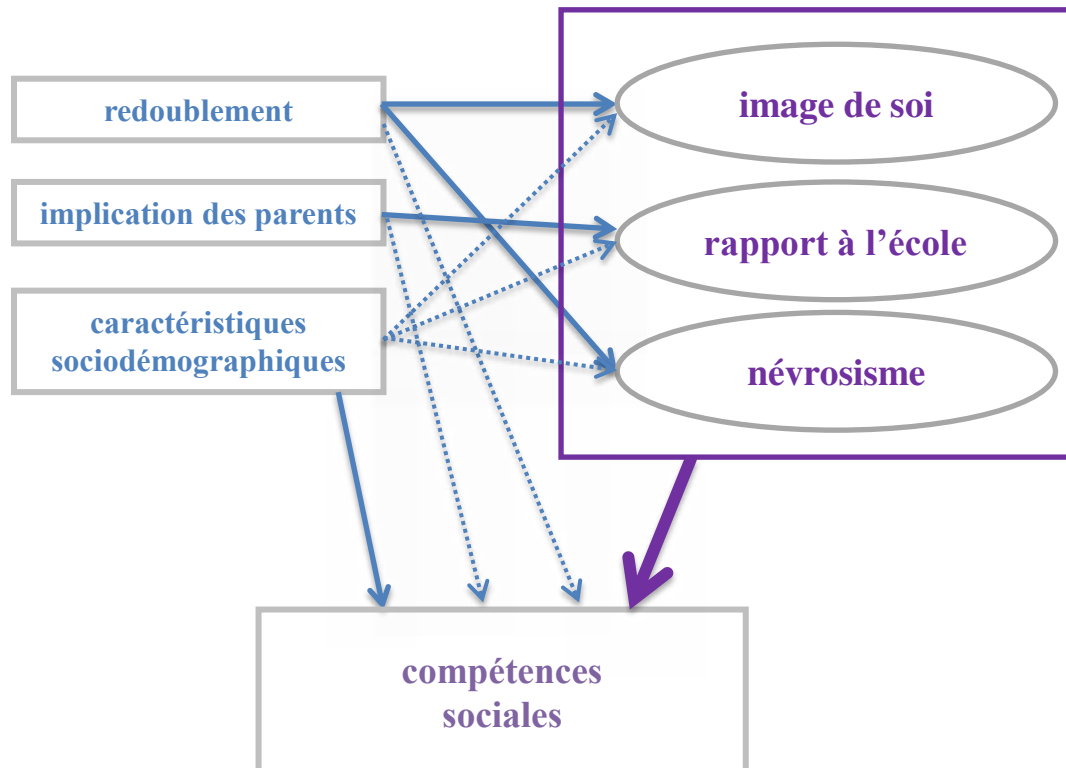 redoublement
implication des parents
caractéristiques
sociodémographiques
image de soi
rapport à l’école
névrosisme
compétences
sociales